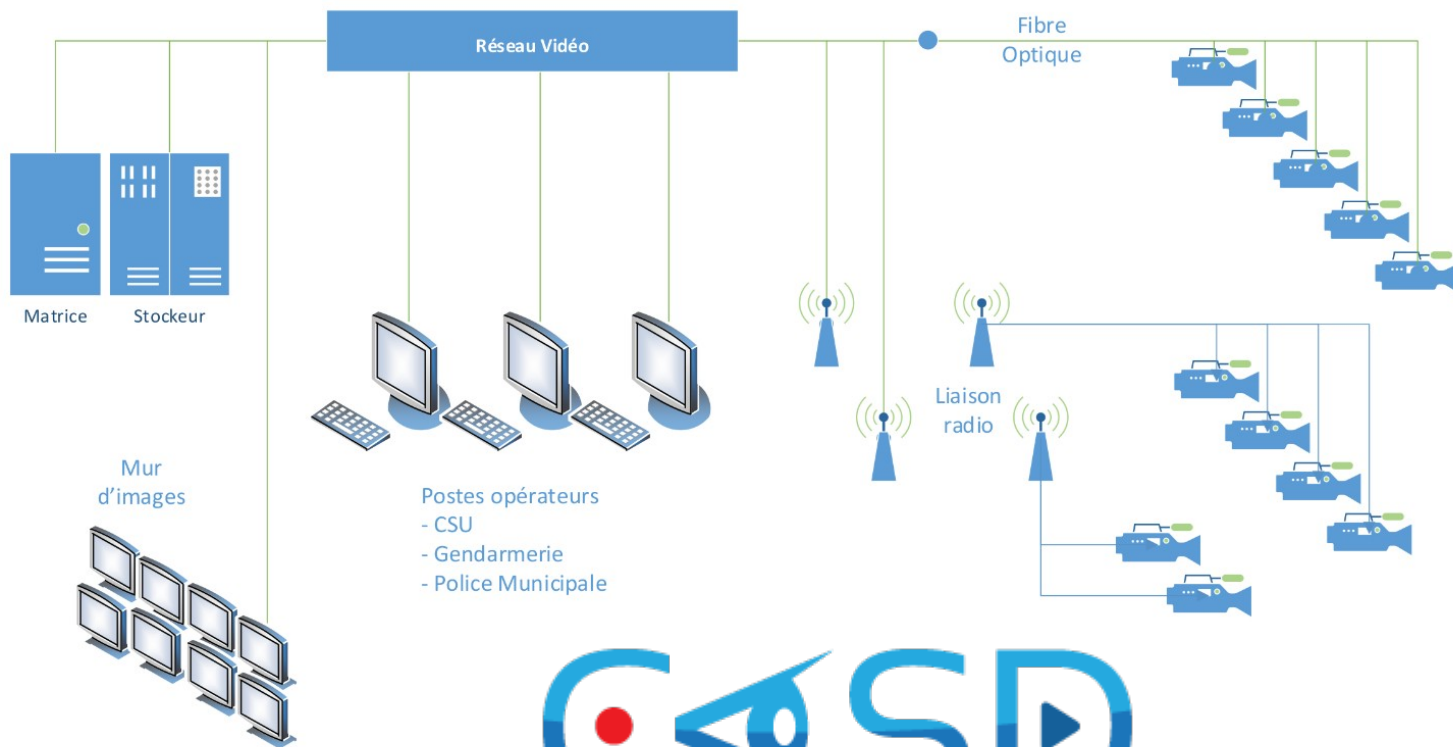 Réseau Vidéo
Fibre
Optique
Matrice
Stockeur
Liaison
radio
Mur
d'images
Postes opérateurs
- CSU
- Gendarmerie
- Police Municipale